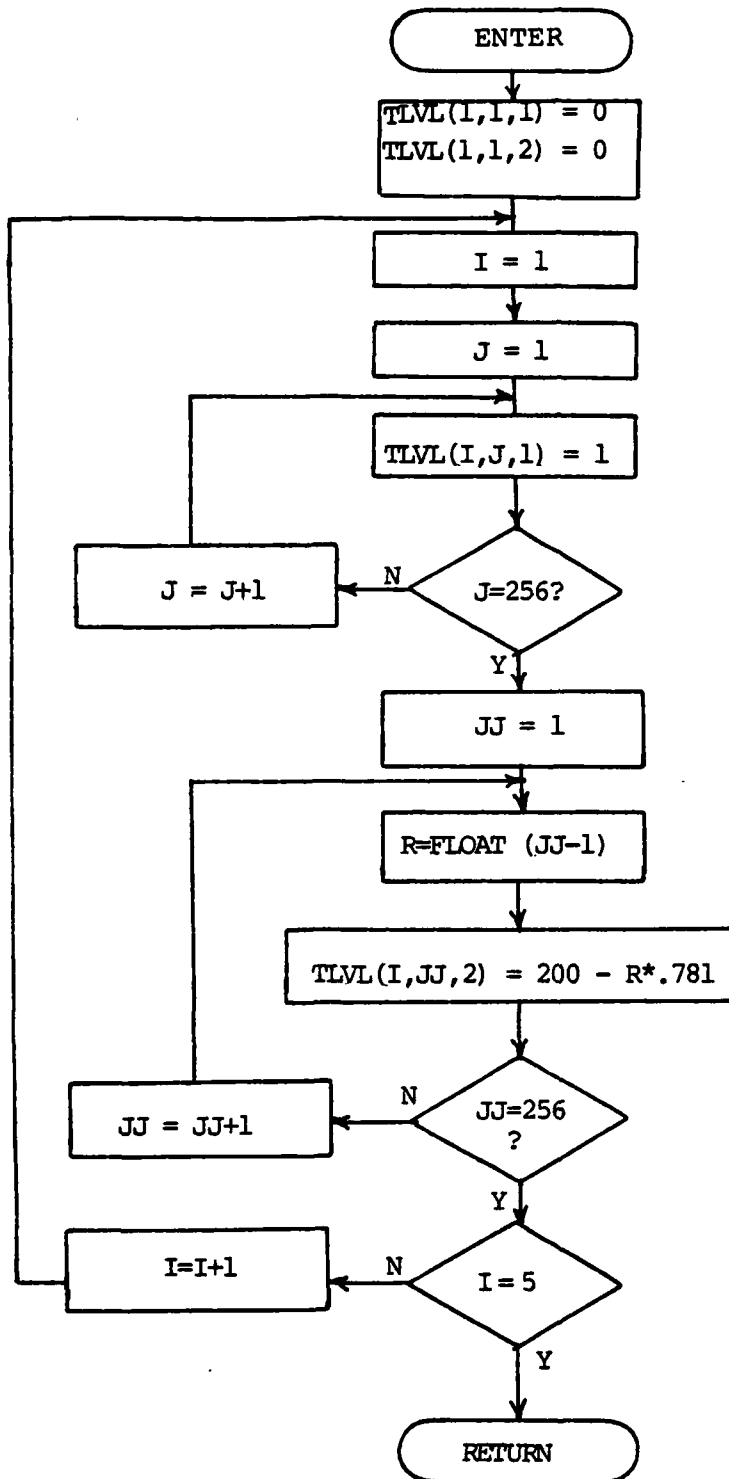 ENTER
TLVL(1,1,1) = 0
TLVL(1,1,2) = 0
I = 1
J = 1
TLVL(I,J,1) = 1
J = J+1
N
J=256?
Y
JJ = 1
R=FLOAT (JJ-1)
TLVL(I,JJ,2) = 200 - R*.781
JJ = JJ+1
N
JJ=256
?
Y
I=I+1
N
I=5
Y
RETURN